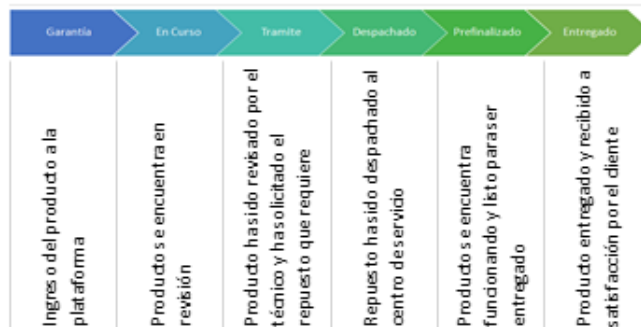 Garantía
En Curso
Tramite
Despachado
Prefinalizado
Entregado
Ingreso del producto a la
plataforma
Producto se encuentra en
revisión
Producto ha sido revisado por el
técnico y ha solicitado el
repuesto que requiere
Repuesto ha sido despachado al
centro de servicio
Producto se encuentra
funcionando y listo para ser
entregado
Producto entregado y recibido a
satisfacción por el cliente